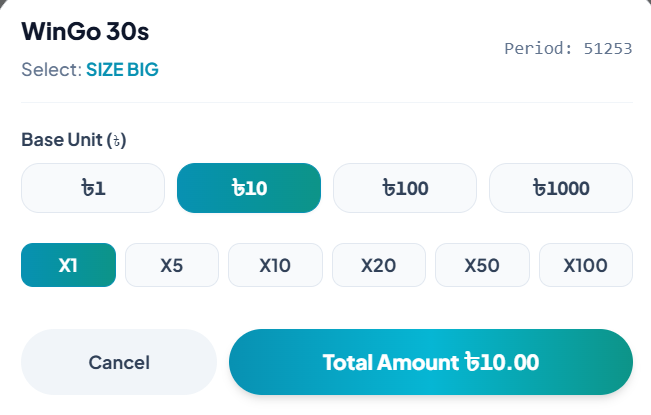 WinGo 30s
Period: 51253
Select: SIZE BIG
Base Unit (৳)
৳1
৳10
৳100
৳1000
X1
X5
X10
X20
X50
X100
Cancel
Total Amount ৳10.00